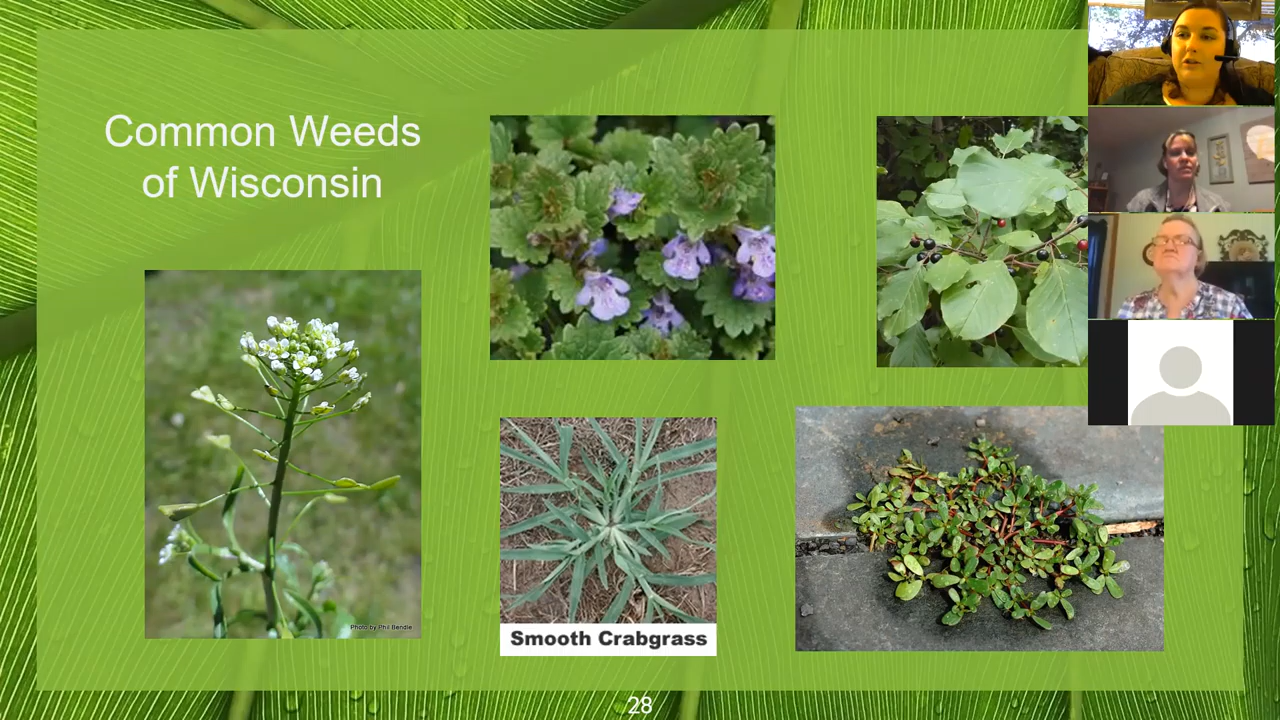 Common Weeds
of Wisconsin
Photo by Phil Bendle
Smooth Crabgrass
28